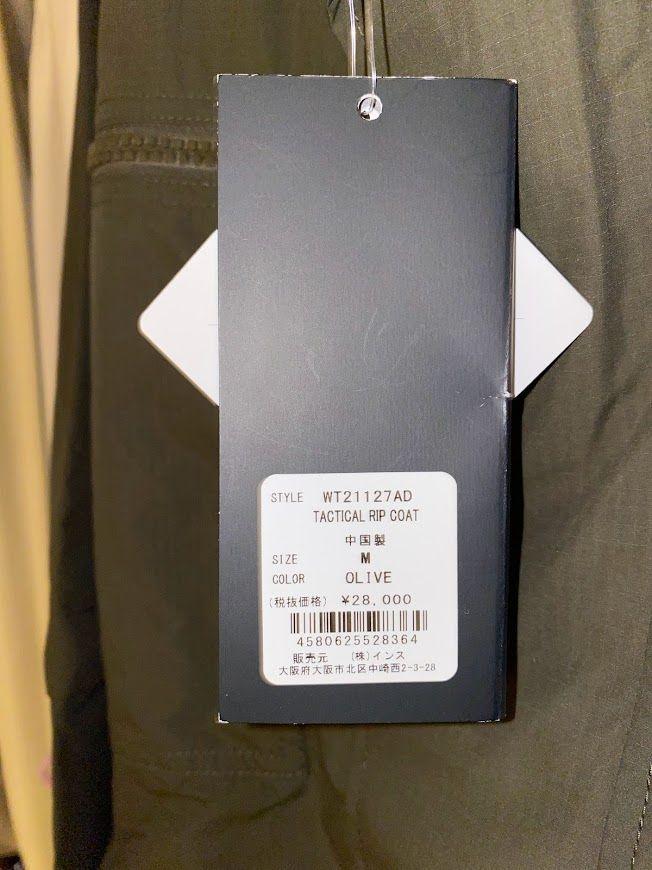 STYLE WT21127AD
TACTICAL RIP COAT
中国製
SIZE M
COLOR OLIVE
(税抜価格) ¥28,000
4580625528364
販売元 (株)インス
大阪府大阪市北区中崎西2-3-28